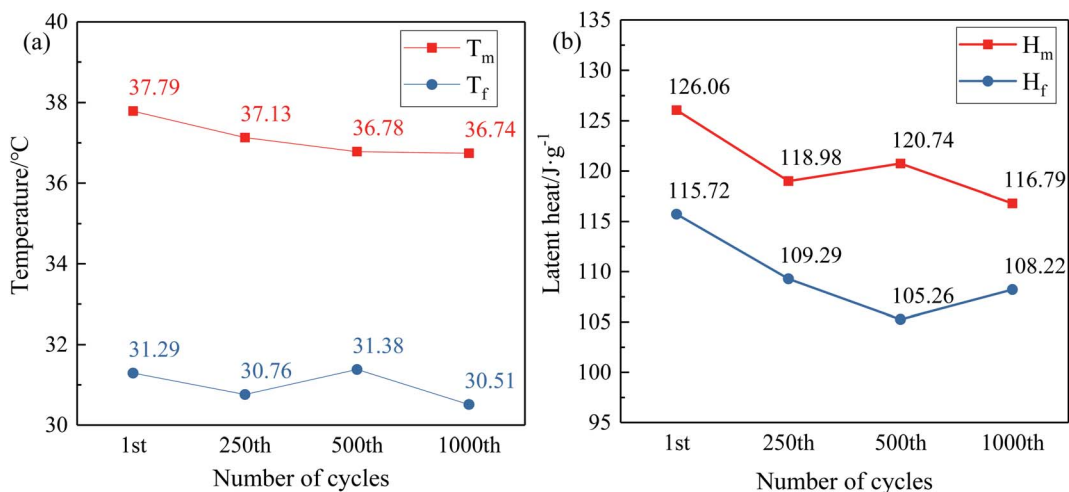 (a)
40
38
36
34
32
30
Temperature/°C
Tm
Tf
37.79
37.13
36.78
36.74
31.29
30.76
31.38
30.51
1st 250th 500th 1000th
Number of cycles
(b)
135
130
125
120
115
110
105
100
95
Latent heat/J·g⁻¹
Hm
Hf
126.06
118.98
120.74
116.79
115.72
109.29
105.26
108.22
1st 250th 500th 1000th
Number of cycles